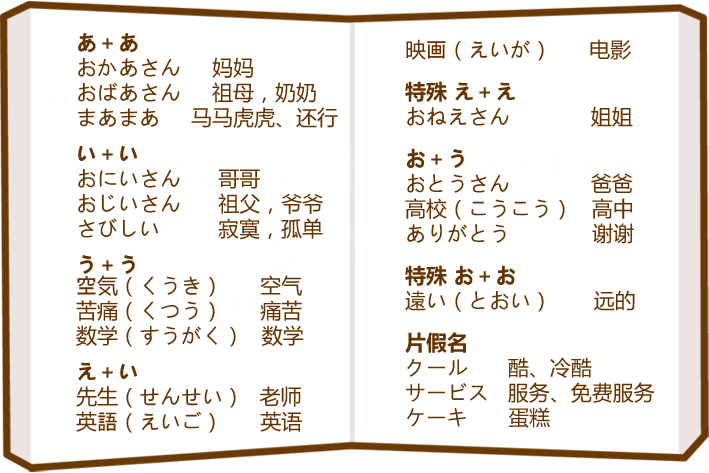 あ+あ
おかあさん 妈妈
おばあさん 祖母，奶奶
まあまあ 马马虎虎、还行
い+い
おにいさん 哥哥
おじいさん 祖父，爷爷
さびしい 寂寞，孤单
う+う
空気（くうき） 空气
苦痛（くつう） 痛苦
数学（すうがく） 数学
え+い
先生（せんせい） 老师
英語（えいご） 英语
映画（えいが） 电影
特殊 え+え
おねえさん 姐姐
お+う
おとうさん 爸爸
高校（こうこう） 高中
ありがとう 谢谢
特殊 お+お
遠い（とおい） 远的
片假名
クール 酷、冷酷
サービス 服务、免费服务
ケーキ 蛋糕